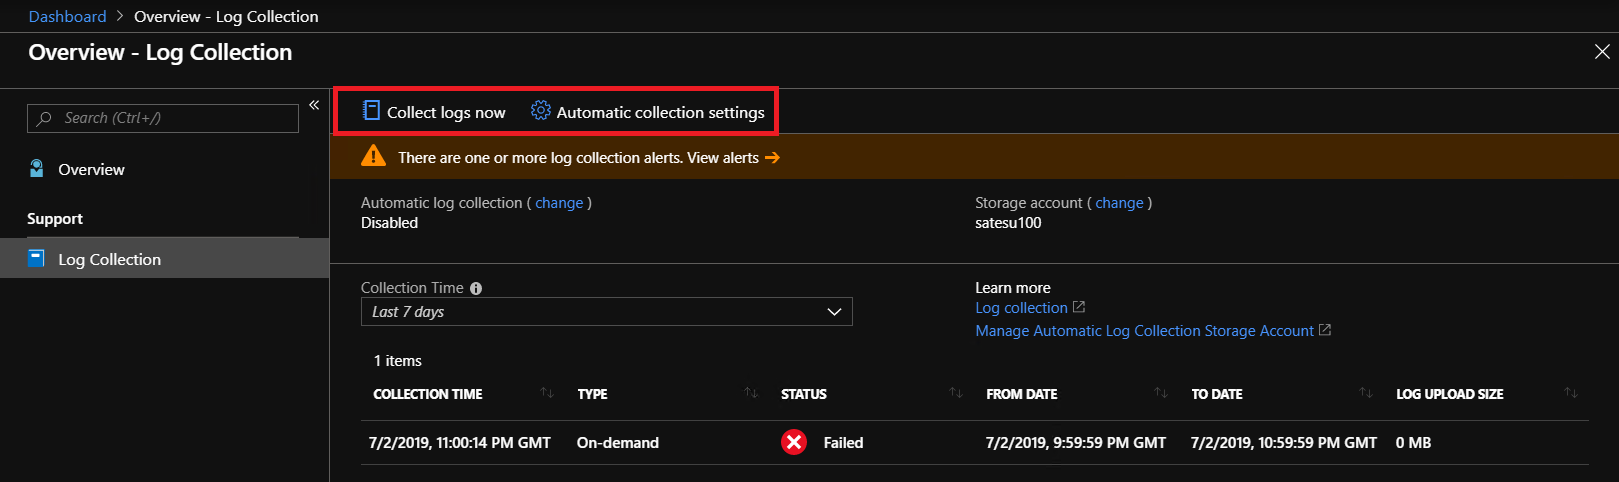 Dashboard > Overview - Log Collection
Overview - Log Collection
Search (Ctrl+/)
«
Collect logs now
Automatic collection settings
There are one or more log collection alerts. View alerts →
Overview
Support
Log Collection
Automatic log collection ( change )
Disabled
Storage account ( change )
satesu100
Collection Time
Last 7 days
Learn more
Log collection
Manage Automatic Log Collection Storage Account
1 items
COLLECTION TIME TYPE STATUS FROM DATE TO DATE LOG UPLOAD SIZE
7/2/2019, 11:00:14 PM GMT On-demand Failed 7/2/2019, 9:59:59 PM GMT 7/2/2019, 10:59:59 PM GMT 0 MB